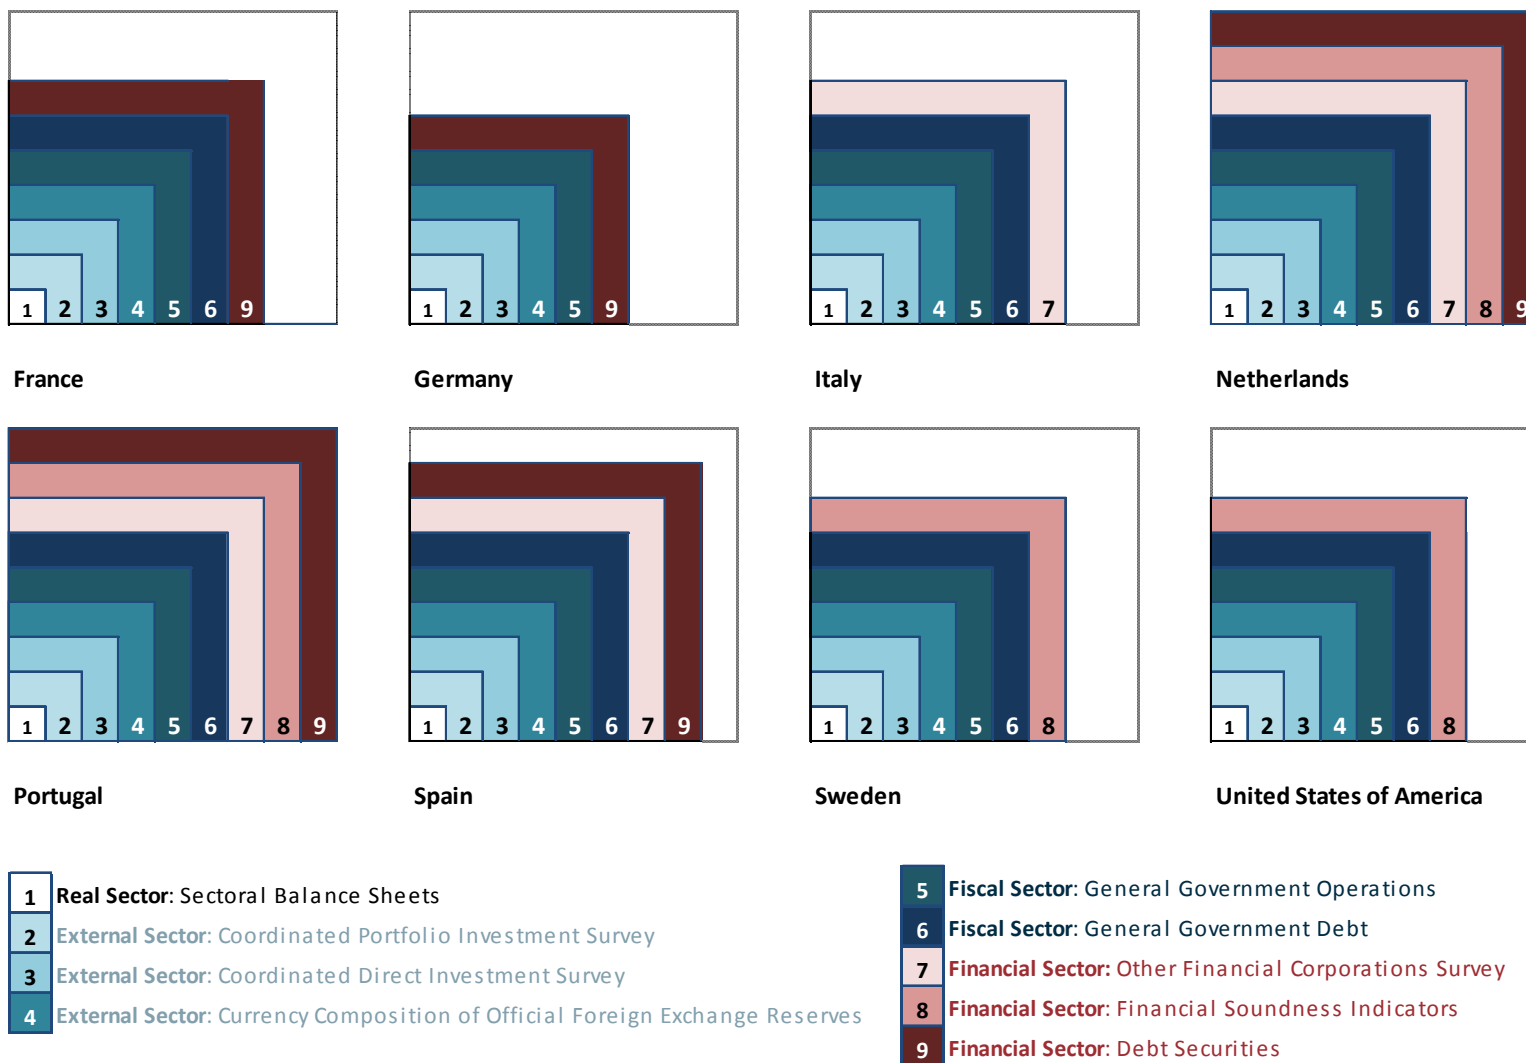 1 2 3 4 5 6 9
1 2 3 4 5 9
1 2 3 4 5 6 7
1 2 3 4 5 6 7 8 9
France
Germany
Italy
Netherlands
1 2 3 4 5 6 7 8 9
1 2 3 4 5 6 7 9
1 2 3 4 5 6 8
1 2 3 4 5 6 8
Portugal
Spain
Sweden
United States of America
1 Real Sector: Sectoral Balance Sheets
2 External Sector: Coordinated Portfolio Investment Survey
3 External Sector: Coordinated Direct Investment Survey
4 External Sector: Currency Composition of Official Foreign Exchange Reserves
5 Fiscal Sector: General Government Operations
6 Fiscal Sector: General Government Debt
7 Financial Sector: Other Financial Corporations Survey
8 Financial Sector: Financial Soundness Indicators
9 Financial Sector: Debt Securities